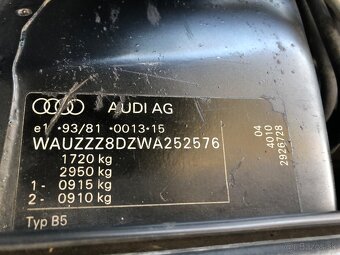 AUDI AG
e1 *93/81 *0013*15
WAUZZZ8DZWA252576
1720 kg
2950 kg
1- 0915 kg
2- 0910 kg
Typ B5
04
4010
2926728